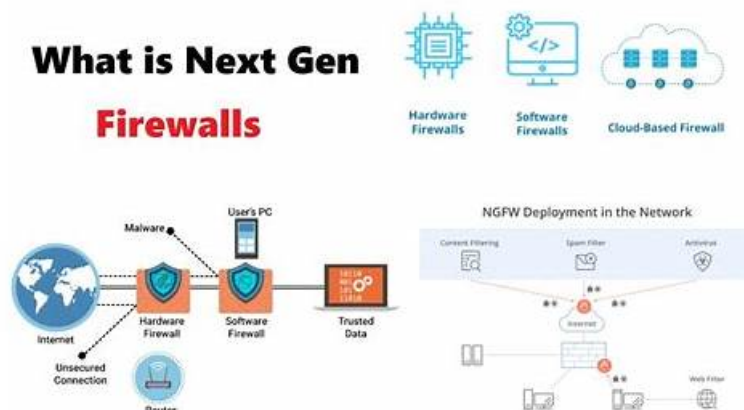 What is Next Gen
Firewalls
Hardware
Firewalls
Software
Firewalls
</>
Cloud-Based Firewall
User's PC
Malware
Internet
Hardware
Firewall
Software
Firewall
Trusted
Data
Unsecured
Connection
Router
NGFW Deployment in the Network
Content Filtering
Spam Filter
Antivirus
Internet
Web Filter